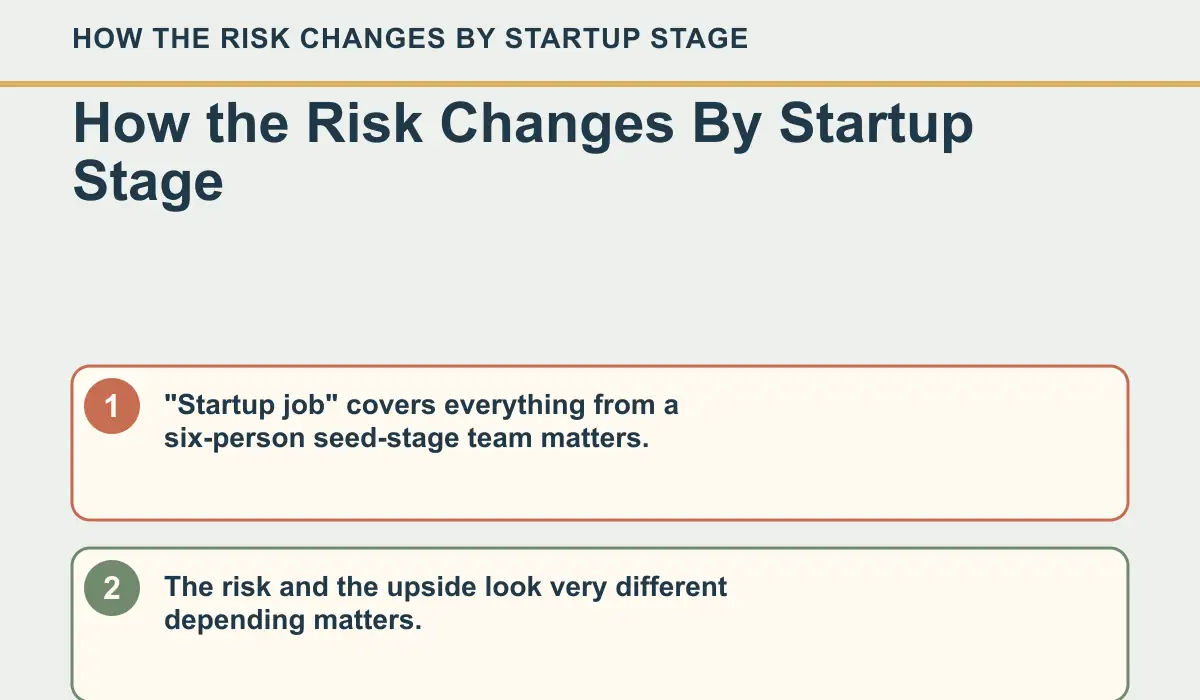 HOW THE RISK CHANGES BY STARTUP STAGE
How the Risk Changes By Startup
Stage
1
"Startup job" covers everything from a
six-person seed-stage team matters.
2
The risk and the upside look very different
depending matters.